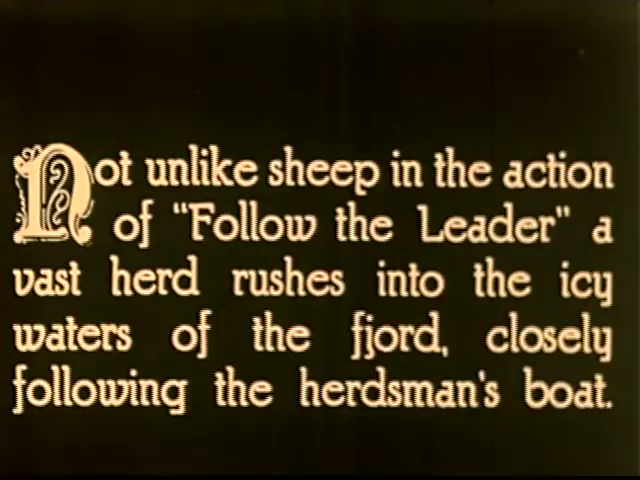 Not unlike sheep in the action
of "Follow the Leader" a
vast herd rushes into the icy
waters of the fjord, closely
following the herdsman's boat.